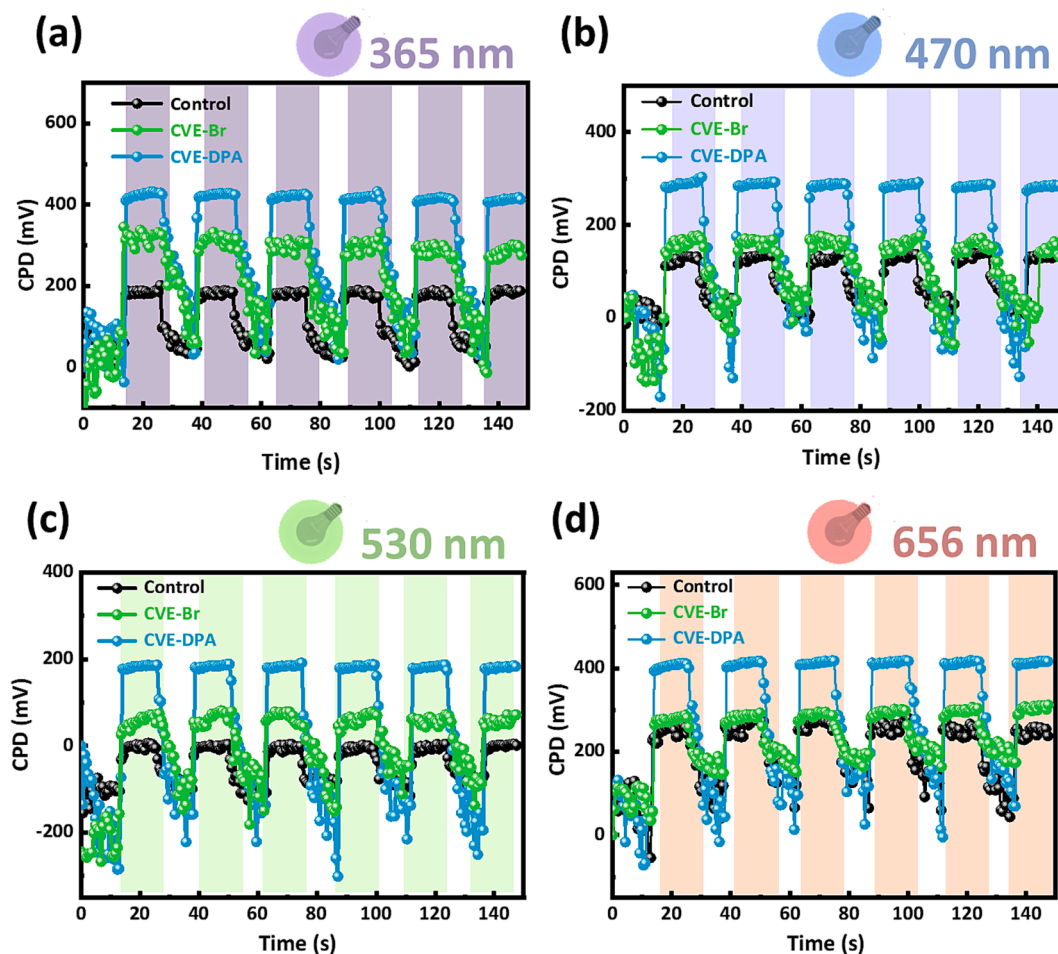 (a)
365 nm
Control
CVE-Br
CVE-DPA
CPD (mV)
600
400
200
0
0 20 40 60 80 100 120 140
Time (s)
(b)
470 nm
Control
CVE-Br
CVE-DPA
CPD (mV)
400
200
0
-200
0 20 40 60 80 100 120 140
Time (s)
(c)
530 nm
Control
CVE-Br
CVE-DPA
CPD (mV)
400
200
0
-200
0 20 40 60 80 100 120 140
Time (s)
(d)
656 nm
Control
CVE-Br
CVE-DPA
CPD (mV)
600
400
200
0
0 20 40 60 80 100 120 140
Time (s)